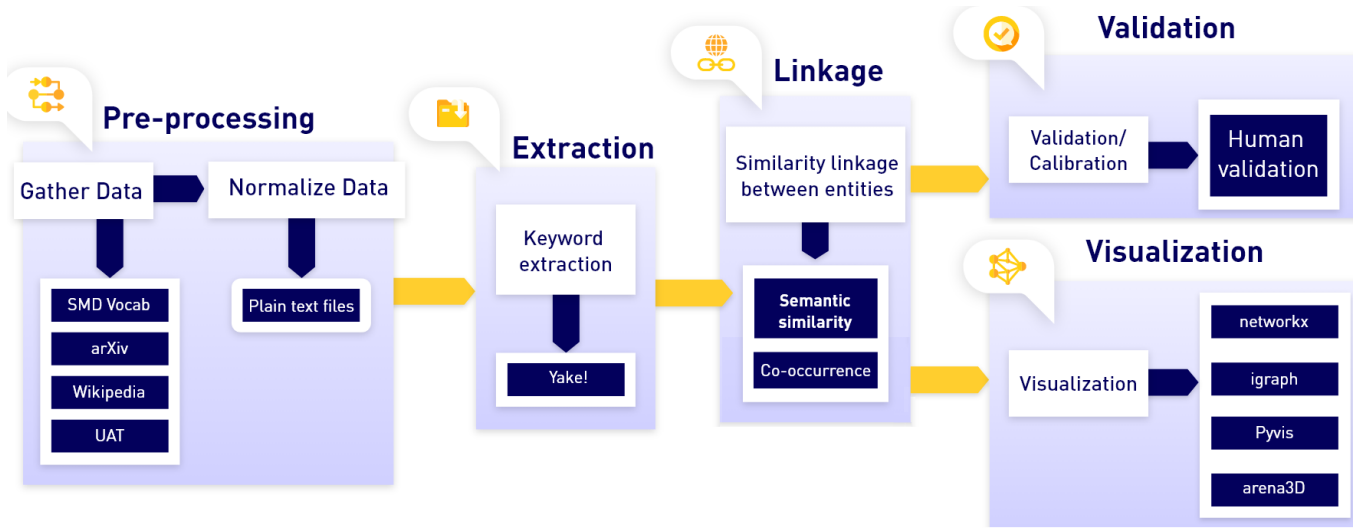 Pre-processing
Gather Data
Normalize Data
SMD Vocab
arXiv
Wikipedia
UAT
Plain text files
Extraction
Keyword
extraction
Yake!
Linkage
Similarity linkage
between entities
Semantic
similarity
Co-occurrence
Validation
Validation/
Calibration
Human
validation
Visualization
Visualization
networkx
igraph
Pyvis
arena3D